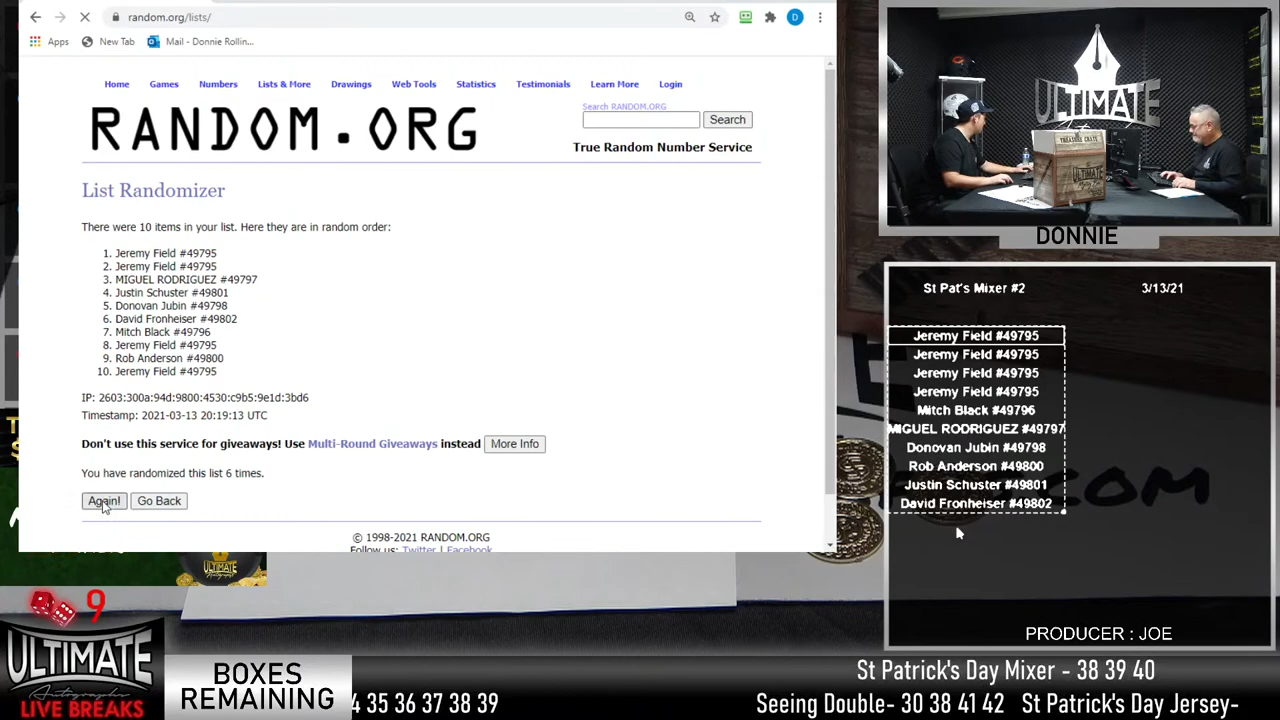 random.org/lists/
D
Apps
New Tab
Mail - Donnie Rollin...
Home Games Numbers Lists & More Drawings Web Tools Statistics Testimonials Learn More Login
RANDOM.ORG
Search RANDOM.ORG
Search
True Random Number Service
List Randomizer
There were 10 items in your list. Here they are in random order:
1. Jeremy Field #49795
2. Jeremy Field #49795
3. MIGUEL RODRIGUEZ #49797
4. Justin Schuster #49801
5. Donovan Jubin #49798
6. David Fronheiser #49802
7. Mitch Black #49796
8. Jeremy Field #49795
9. Rob Anderson #49800
10. Jeremy Field #49795
IP: 2603:300a:94d:9800:4530:c9b5:9e1d:3bd6
Timestamp: 2021-03-13 20:19:13 UTC
Don't use this service for giveaways! Use Multi-Round Giveaways instead More Info
You have randomized this list 6 times.
Again! Go Back
© 1998-2021 RANDOM.ORG
Follow us: Twitter | Facebook
ULTIMATE
TREASURE CRATE
ULTIMATE
DONNIE
St Pat's Mixer #2 3/13/21
Jeremy Field #49795
Jeremy Field #49795
Jeremy Field #49795
Jeremy Field #49795
Mitch Black #49796
MIGUEL RODRIGUEZ #49797
Donovan Jubin #49798
Rob Anderson #49800
Justin Schuster #49801
David Fronheiser #49802
.com
PRODUCER : JOE
ULTIMATE
9
ULTIMATE
Autographs
LIVE BREAKS
BOXES
REMAINING
4 35 36 37 38 39
St Patrick's Day Mixer - 38 39 40
Seeing Double- 30 38 41 42 St Patrick's Day Jersey-